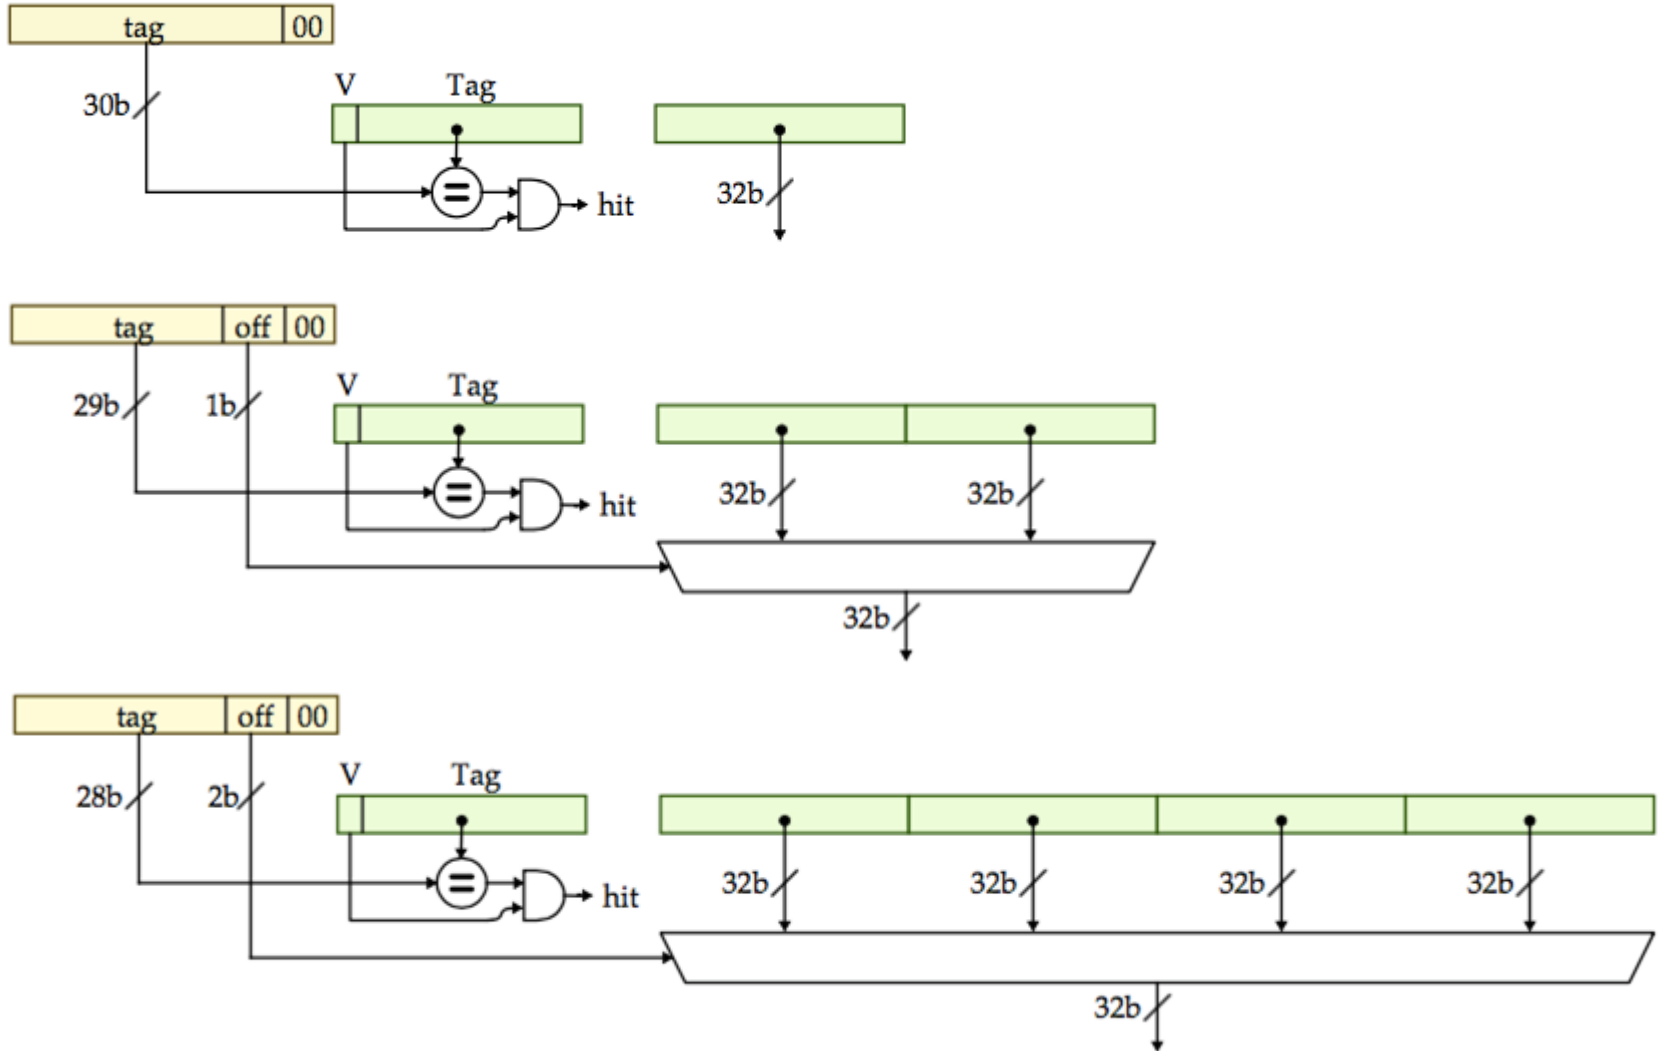 tag 00
V Tag
30b
32b
= hit
tag off 00
V Tag
29b 1b
32b 32b
= hit
32b
tag off 00
V Tag
28b 2b
32b 32b 32b 32b
= hit
32b